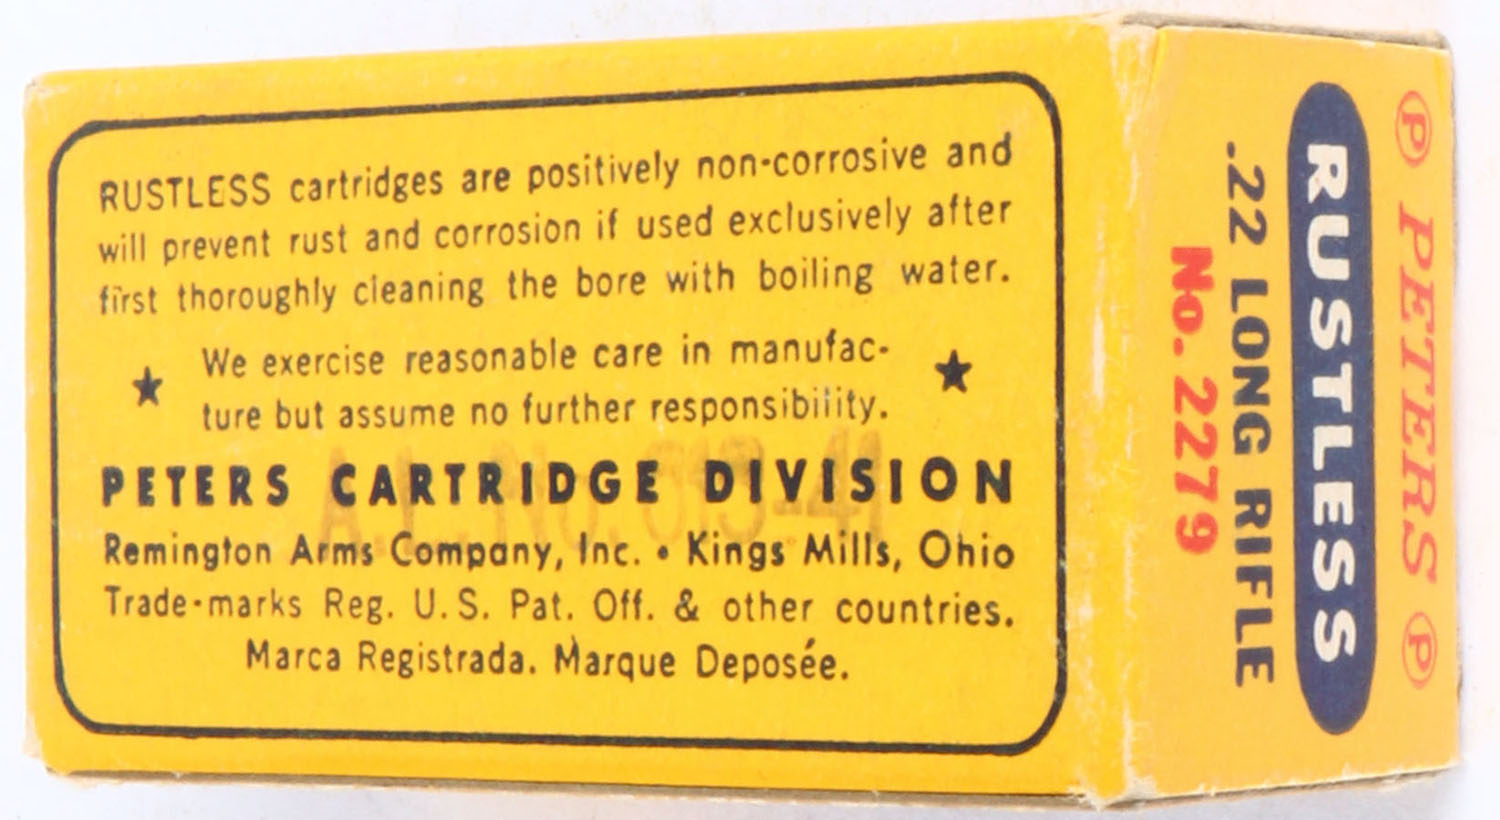 RUSTLESS cartridges are positively non-corrosive and
will prevent rust and corrosion if used exclusively after
first thoroughly cleaning the bore with boiling water.
★ We exercise reasonable care in manufac- ★
ture but assume no further responsibility.
PETERS CARTRIDGE DIVISION
Remington Arms Company, Inc. • Kings Mills, Ohio
Trade-marks Reg. U.S. Pat. Off. & other countries.
Marca Registrada. Marque Deposée.
Ⓟ PETERS Ⓟ
RUSTLESS
.22 LONG RIFLE
No. 2279